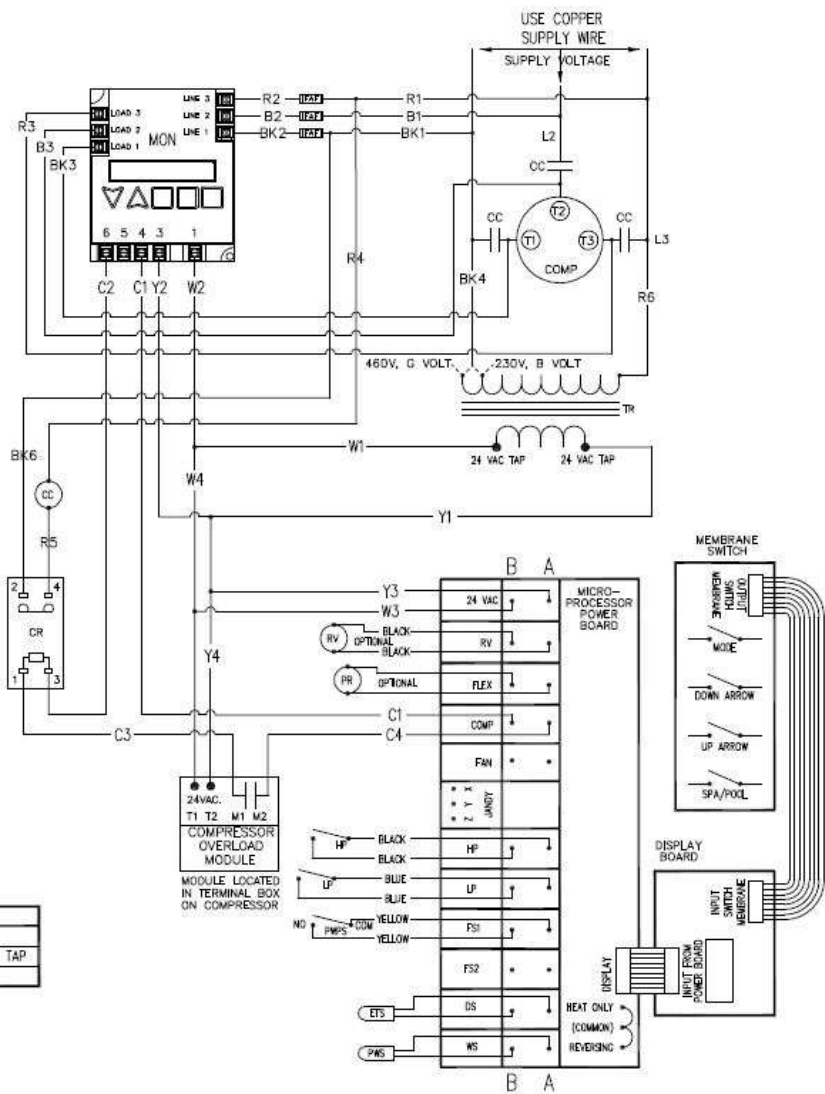 USE COPPER
SUPPLY WIRE
SUPPLY VOLTAGE
LOAD 3
LOAD 2
LOAD 1
MON
LINE 3
LINE 2
LINE 1
R2
B2
BK2
R1
B1
BK1
R3
B3
BK3
6 5 4 3 1
C2
C1
Y2
W2
L2
CC
CC
CC
T2
T1
T3
COMP
L3
BK4
R4
R6
460V, G VOLT
230V, B VOLT
TR
24 VAC TAP
24 VAC TAP
W1
W4
Y1
BK6
CC
R5
2
4
CR
1
3
Y4
C3
24VAC.
T1 T2 M1 M2
COMPRESSOR
OVERLOAD
MODULE
MODULE LOCATED
IN TERMINAL BOX
ON COMPRESSOR
TAP
B A
Y3
W3
24 VAC
MICRO-
PROCESSOR
POWER
BOARD
RV
OPTIONAL
BLACK
BLACK
RV
PR
OPTIONAL
FLEX
C1
C4
COMP
FAN
X
Y
Z
JANDY
HP
BLACK
BLACK
HP
LP
BLUE
BLUE
LP
NO
PWPS
COM
YELLOW
YELLOW
FS1
FS2
ETS
DS
PWS
WS
HEAT ONLY
(COMMON)
REVERSING
B A
DISPLAY
MEMBRANE
SWITCH
OUTPUT
SWITCH
MEMBRANE
MODE
DOWN ARROW
UP ARROW
SPA/POOL
DISPLAY
BOARD
INPUT
SWITCH
MEMBRANE
INPUT FROM
POWER BOARD